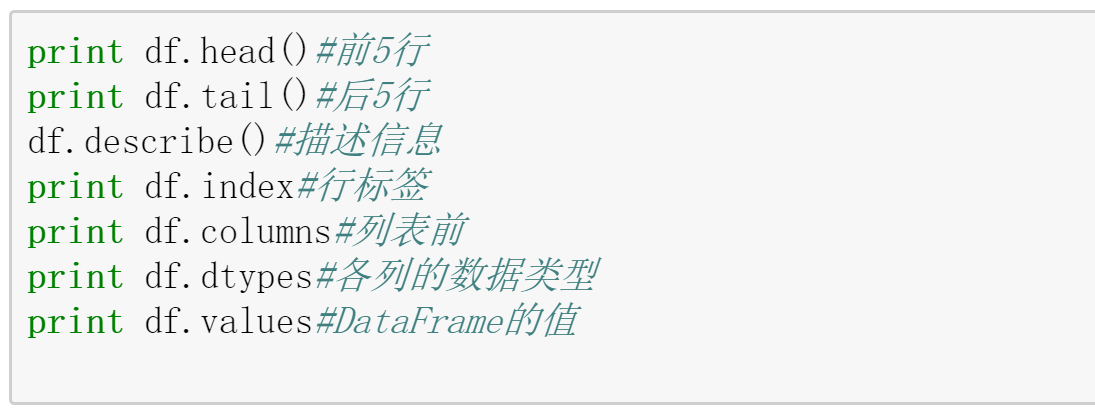 print df.head()#前5行
print df.tail()#后5行
df.describe()#描述信息
print df.index#行标签
print df.columns#列表前
print df.dtypes#各列的数据类型
print df.values#DataFrame的值